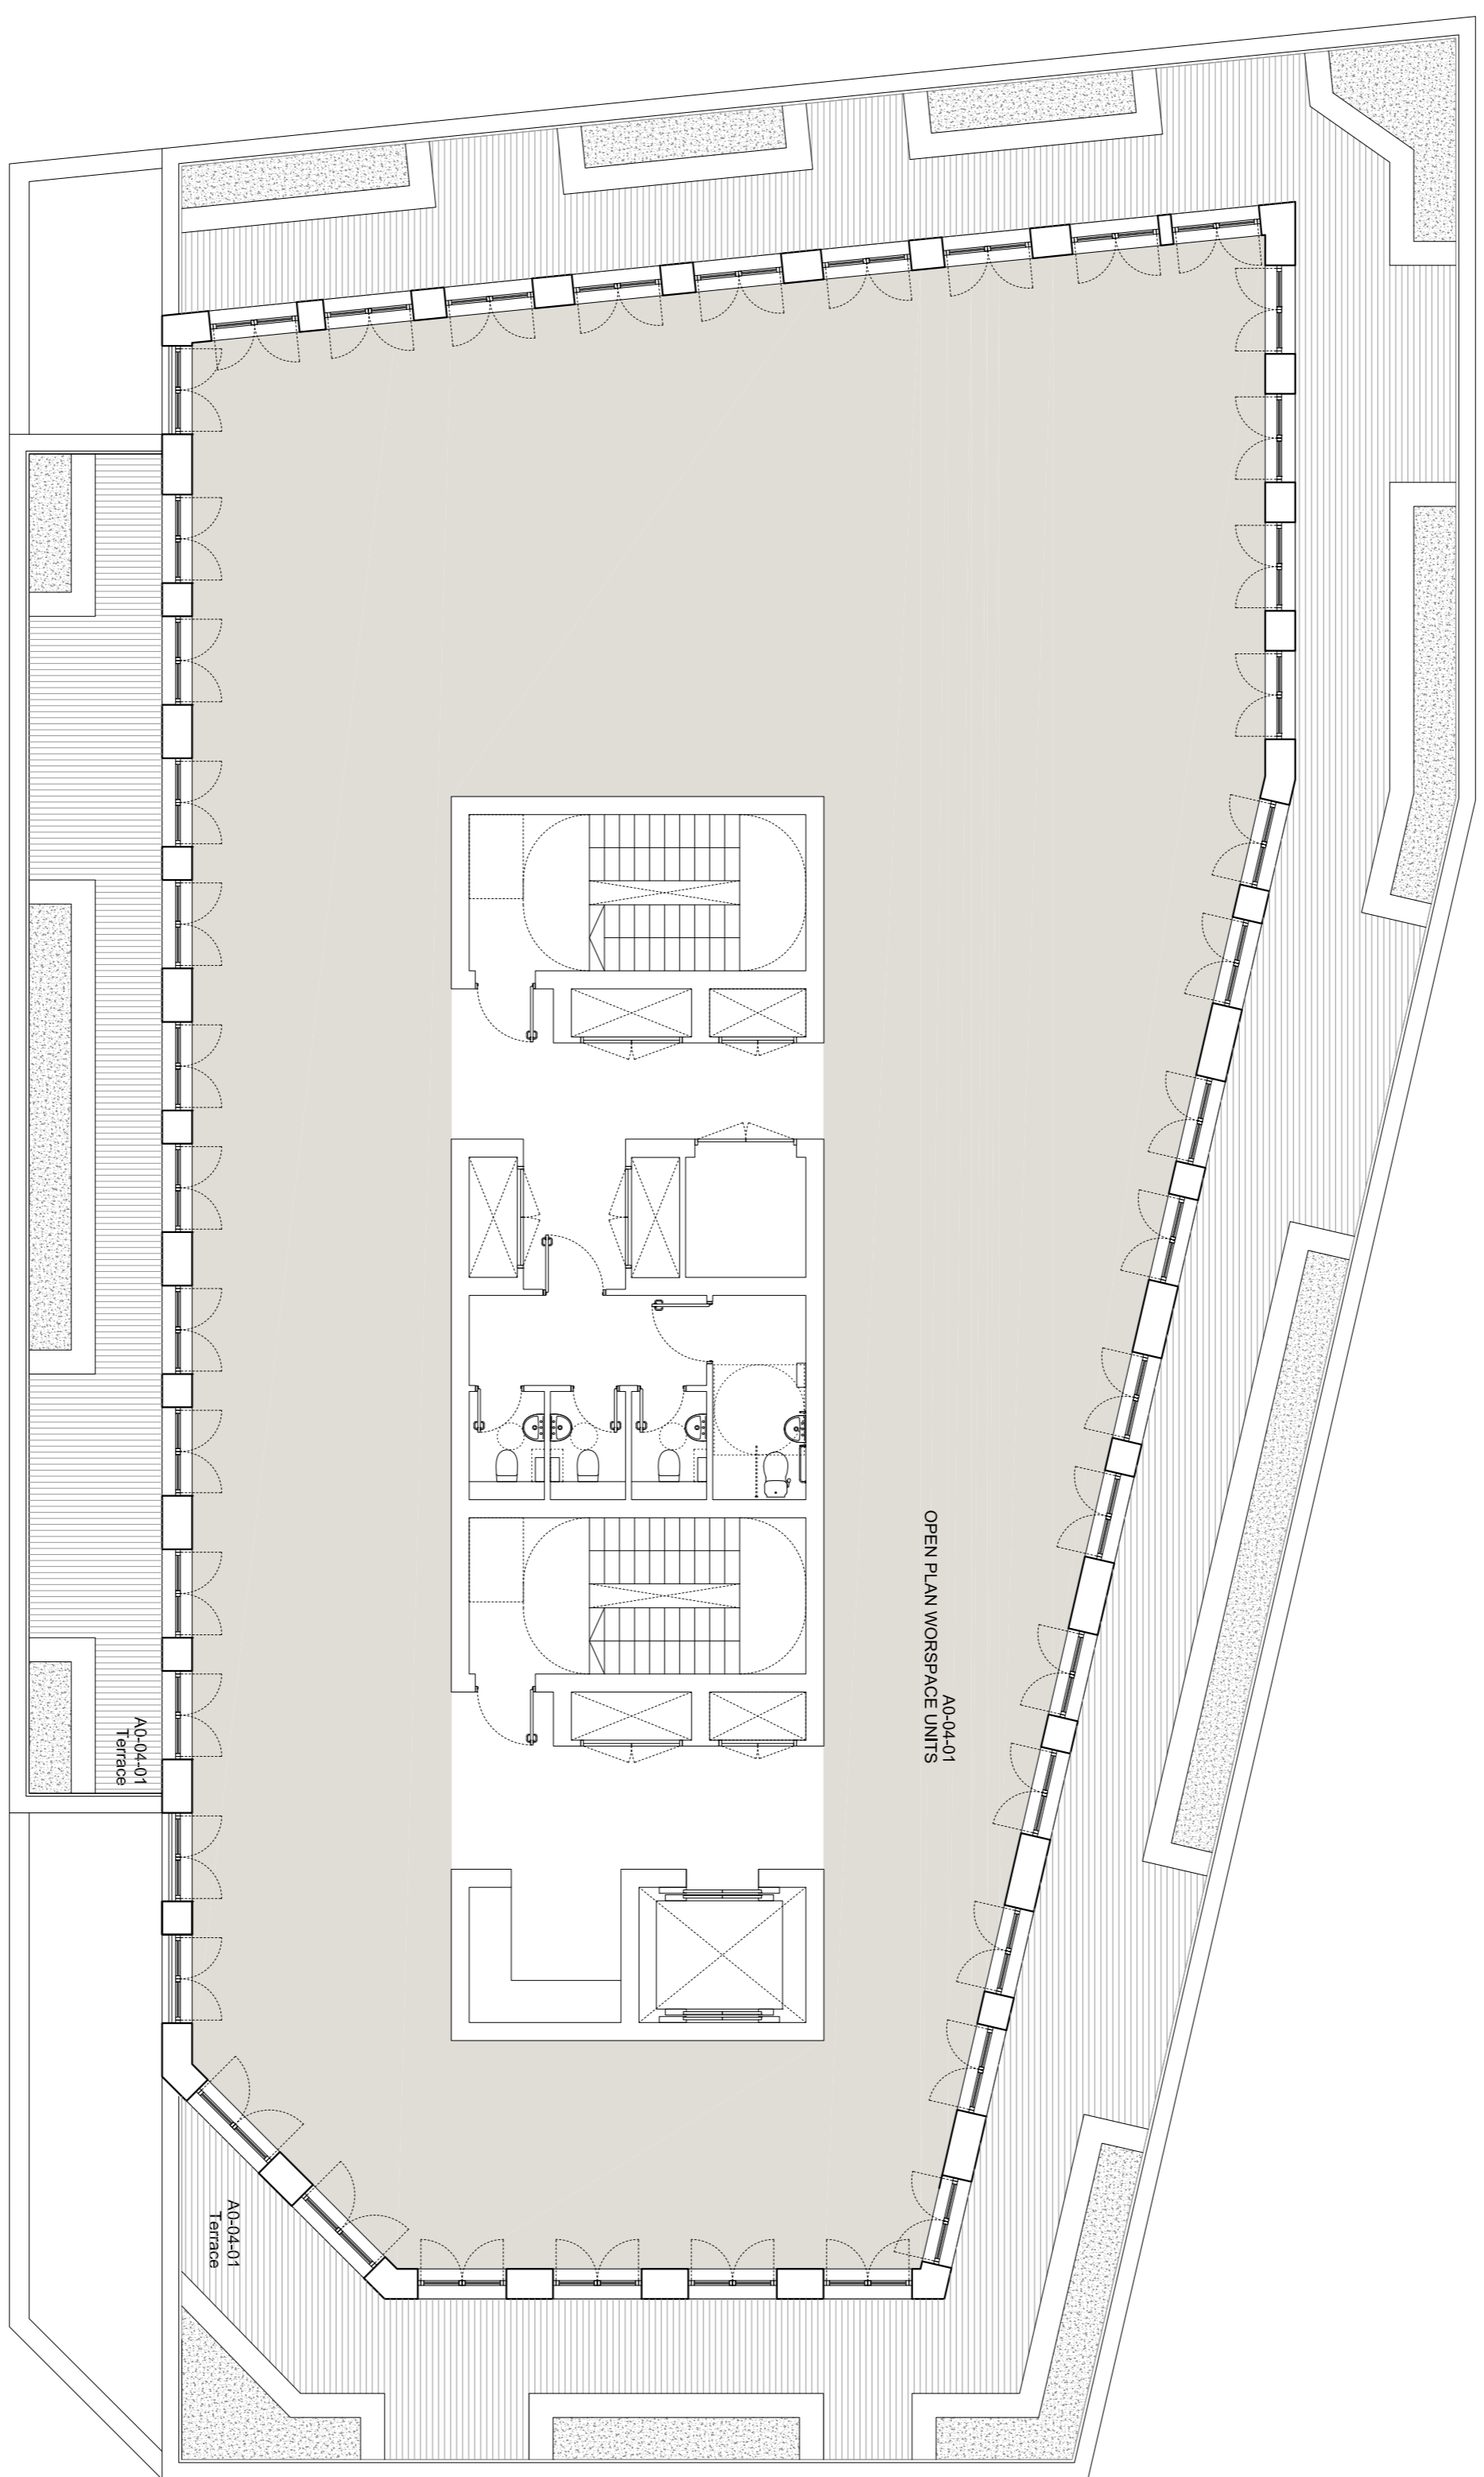 A0-04-01
OPEN PLAN WORSPACE UNITS
A0-04-01
Terrace
A0-04-01
Terrace